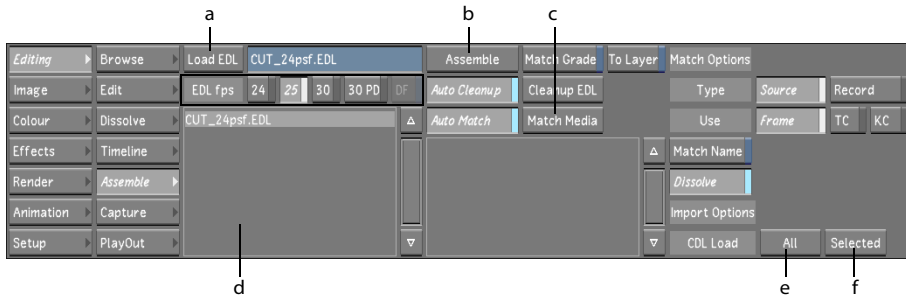 a b c
Editing Browse Load EDL CUT_24psf.EDL Assemble Match Grade To Layer Match Options
Image Edit EDL fps 24 25 30 30 PD DF Auto Cleanup Cleanup EDL Type Source Record
Colour Dissolve CUT_24psf.EDL Auto Match Match Media Use Frame TC KC
Effects Timeline Match Name
Render Assemble Dissolve
Animation Capture Import Options
Setup PlayOut CDL Load All Selected
d e f